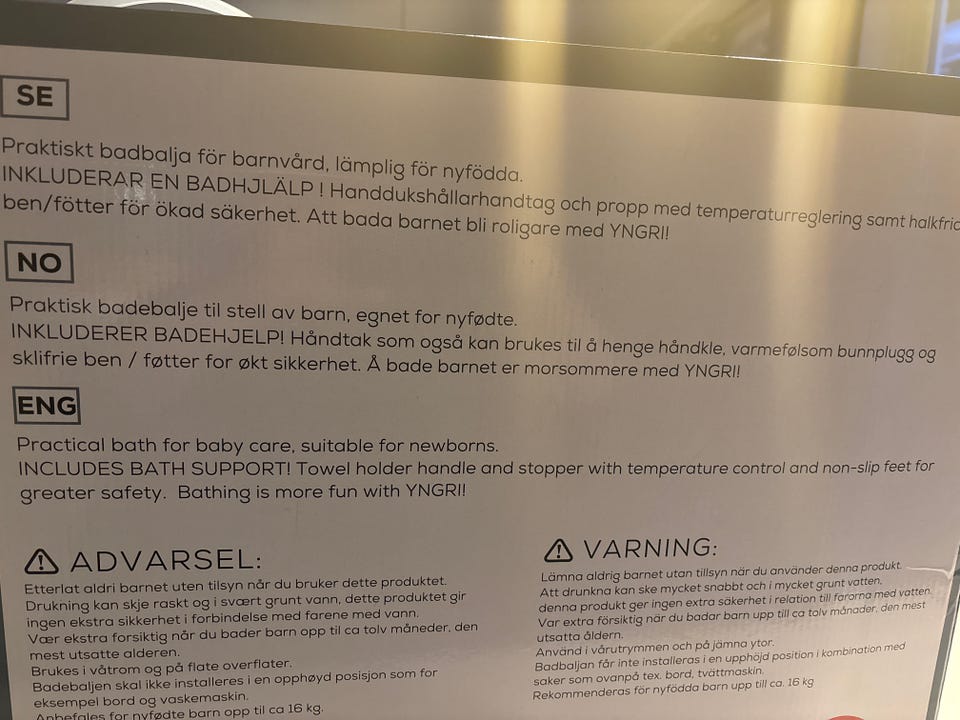 SE
Praktiskt badbalja för barnvård, lämplig för nyfödda.
INKLUDERAR EN BADHJLÄLP ! Handdukshållarhandtag och propp med temperaturreglering samt halkfria
ben/fötter för ökad säkerhet. Att bada barnet bli roligare med YNGRI!
NO
Praktisk badebalje til stell av barn, egnet for nyfødte.
INKLUDERER BADEHJELP! Håndtak som også kan brukes til å henge håndkle, varmefølsom bunnplugg og
sklifrie ben / føtter for økt sikkerhet. Å bade barnet er morsommere med YNGRI!
ENG
Practical bath for baby care, suitable for newborns.
INCLUDES BATH SUPPORT! Towel holder handle and stopper with temperature control and non-slip feet for
greater safety. Bathing is more fun with YNGRI!
ADVARSEL:
Etterlat aldri barnet uten tilsyn når du bruker dette produktet.
Drukning kan skje raskt og i svært grunt vann, dette produktet gir
ingen ekstra sikkerhet i forbindelse med farene med vann.
Vær ekstra forsiktig når du bader barn opp til ca tolv måneder, den
mest utsatte alderen.
Brukes i våtrom og på flate overflater.
Badebaljen skal ikke installeres i en opphøyd posisjon som for
eksempel bord og vaskemaskin.
Anbefales for nyfødte barn opp til ca 16 kg.
VARNING:
Lämna aldrig barnet utan tillsyn när du använder denna produkt.
Att drunkna kan ske mycket snabbt och i mycket grunt vatten.
denna produkt ger ingen extra säkerhet i relation till farorna med vatten.
Var extra försiktig när du badar barn upp till ca tolv månader, den mest
utsatta åldern.
Använd i vårutrymmen och på jämna ytor.
Badbaljan får inte installeras i en upphöjd position i kombination med
saker som ovanpå tex. bord, tvättmaskin.
Rekommenderas för nyfödda barn upp till ca. 16 kg